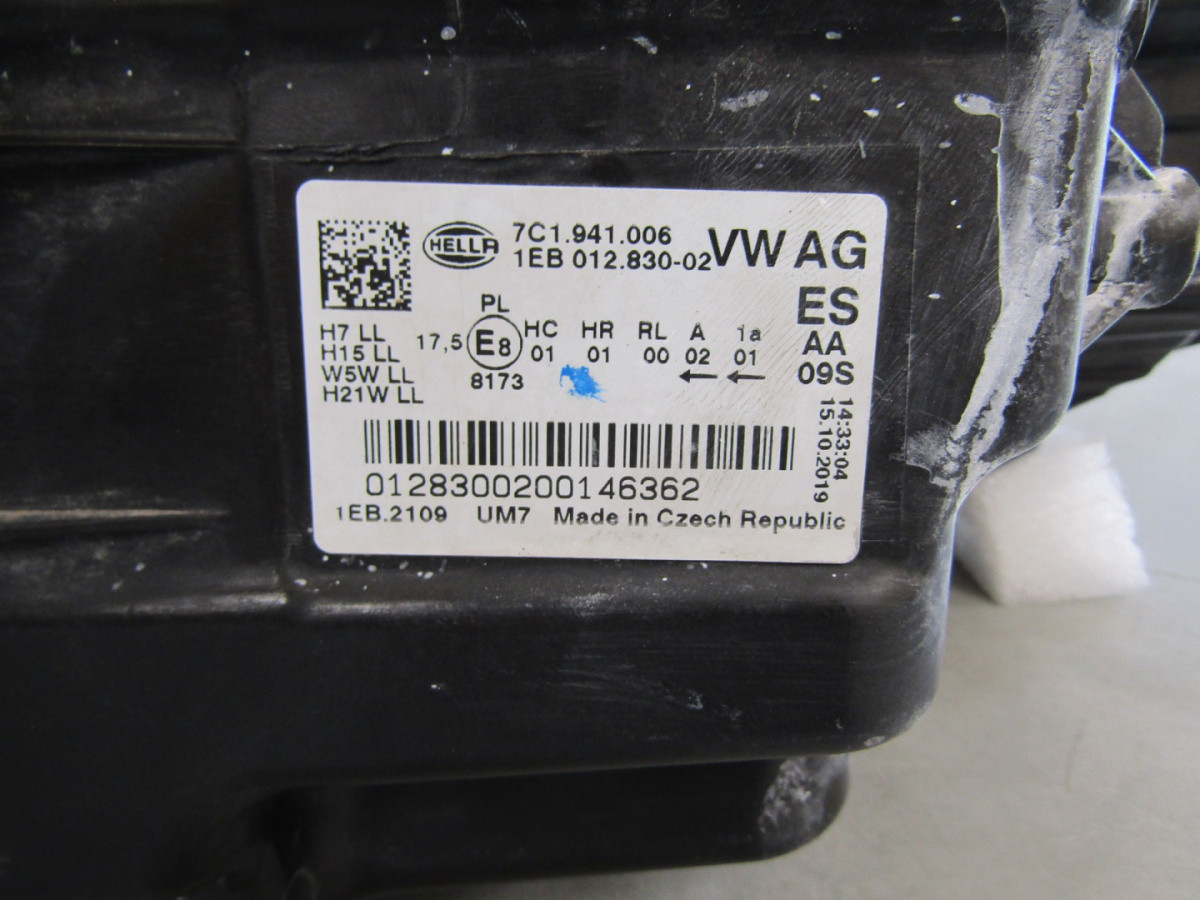 HELLA
7C1.941.006
1EB 012.830-02
VW AG
ES
AA
09S
PL
H7 LL
H15 LL
W5W LL
H21W LL
17,5 E8 HC HR RL A 1a
01 01 00 02 01
8173 ← ←
14:33:04
15.10.2019
0128300200146362
1EB.2109 UM7 Made in Czech Republic